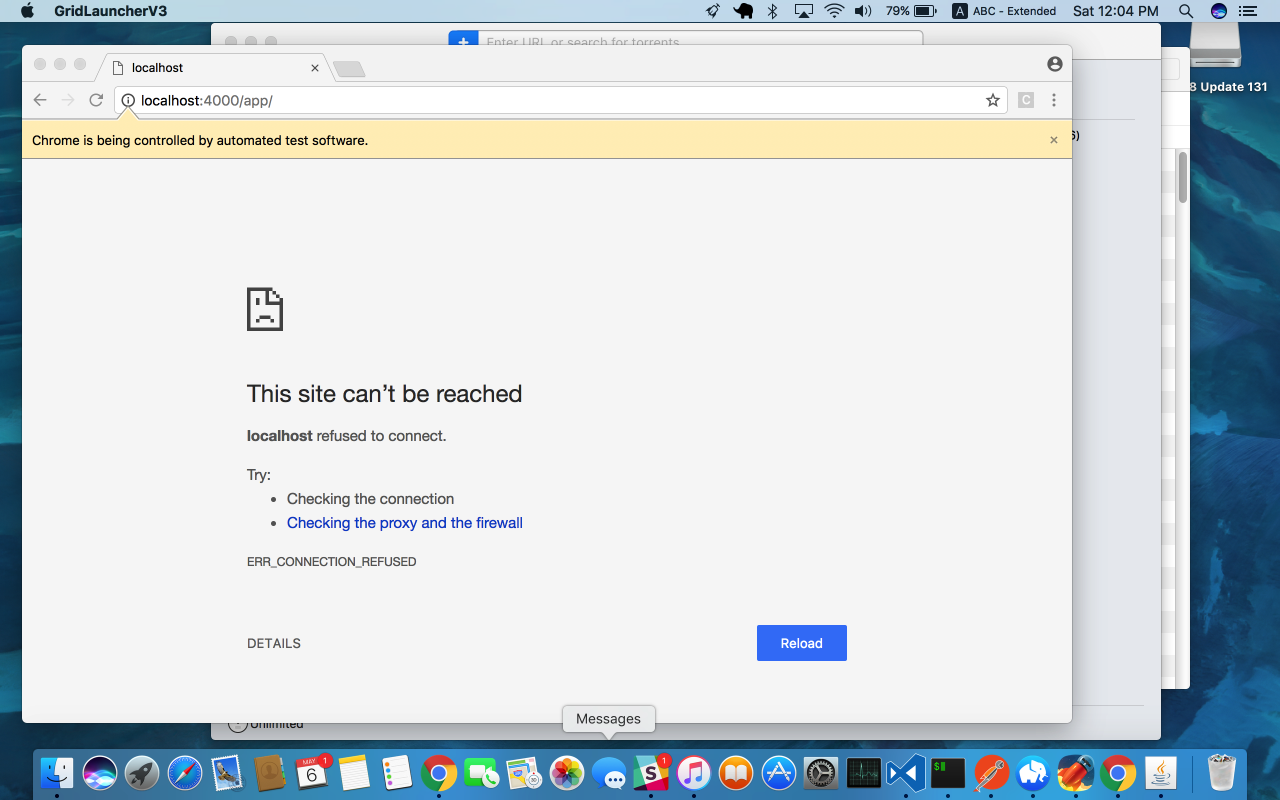 GridLauncherV3
79%
A
ABC - Extended
Sat 12:04 PM
Enter URL or search for torrents
localhost
8 Update 131
localhost:4000/app/
C
Chrome is being controlled by automated test software.
This site can’t be reached
localhost refused to connect.
Try:
Checking the connection
Checking the proxy and the firewall
ERR_CONNECTION_REFUSED
DETAILS
Reload
Messages
Unlimited
MAY
6
1
1
30
S
$